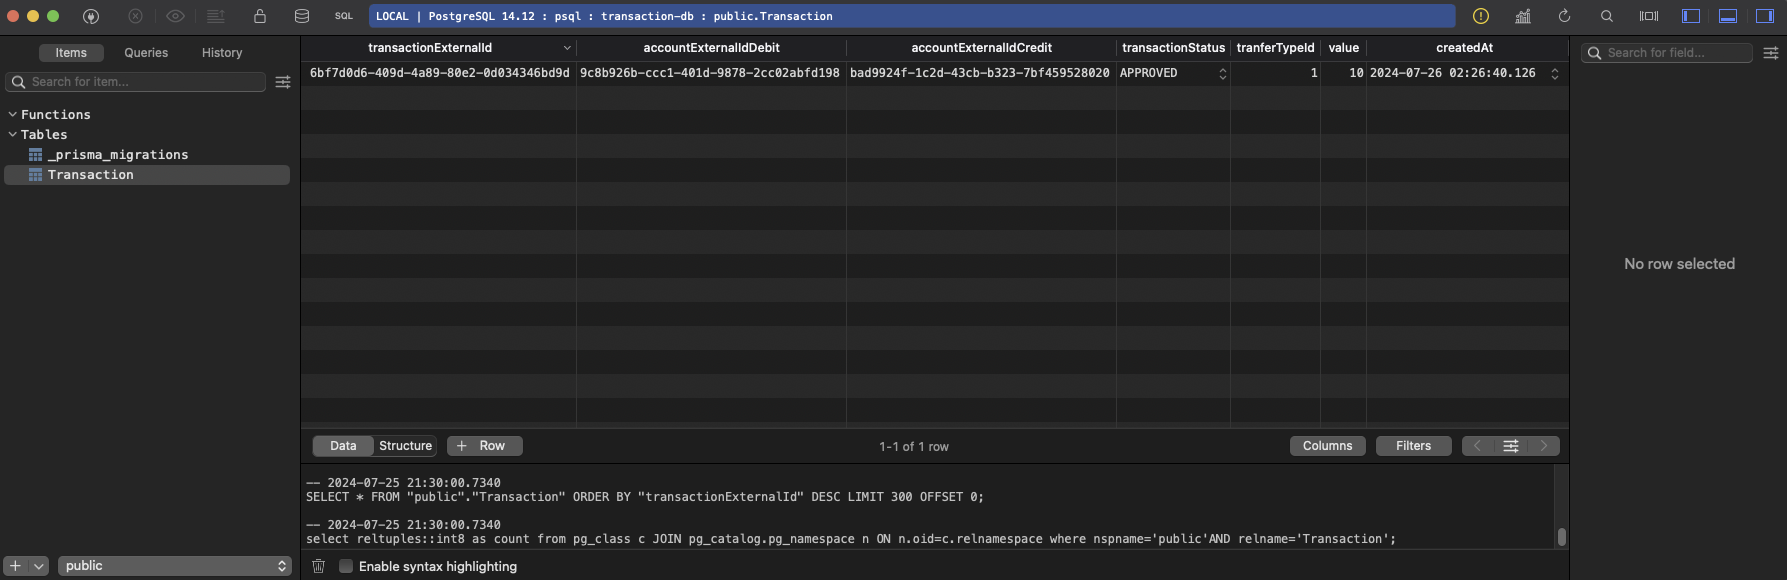 SQL
LOCAL | PostgreSQL 14.12 : psql : transaction-db : public.Transaction
Items Queries History
Search for item...
Functions
Tables
_prisma_migrations
Transaction
public
transactionExternalId accountExternalIdDebit accountExternalIdCredit transactionStatus tranferTypeId value createdAt
6bf7d0d6-409d-4a89-80e2-0d034346bd9d 9c8b926b-ccc1-401d-9878-2cc02abfd198 bad9924f-1c2d-43cb-b323-7bf459528020 APPROVED 1 10 2024-07-26 02:26:40.126
Data Structure + Row 1-1 of 1 row Columns Filters
-- 2024-07-25 21:30:00.7340
SELECT * FROM "public"."Transaction" ORDER BY "transactionExternalId" DESC LIMIT 300 OFFSET 0;
-- 2024-07-25 21:30:00.7340
select reltuples::int8 as count from pg_class c JOIN pg_catalog.pg_namespace n ON n.oid=c.relnamespace where nspname='public'AND relname='Transaction';
Enable syntax highlighting
Search for field...
No row selected